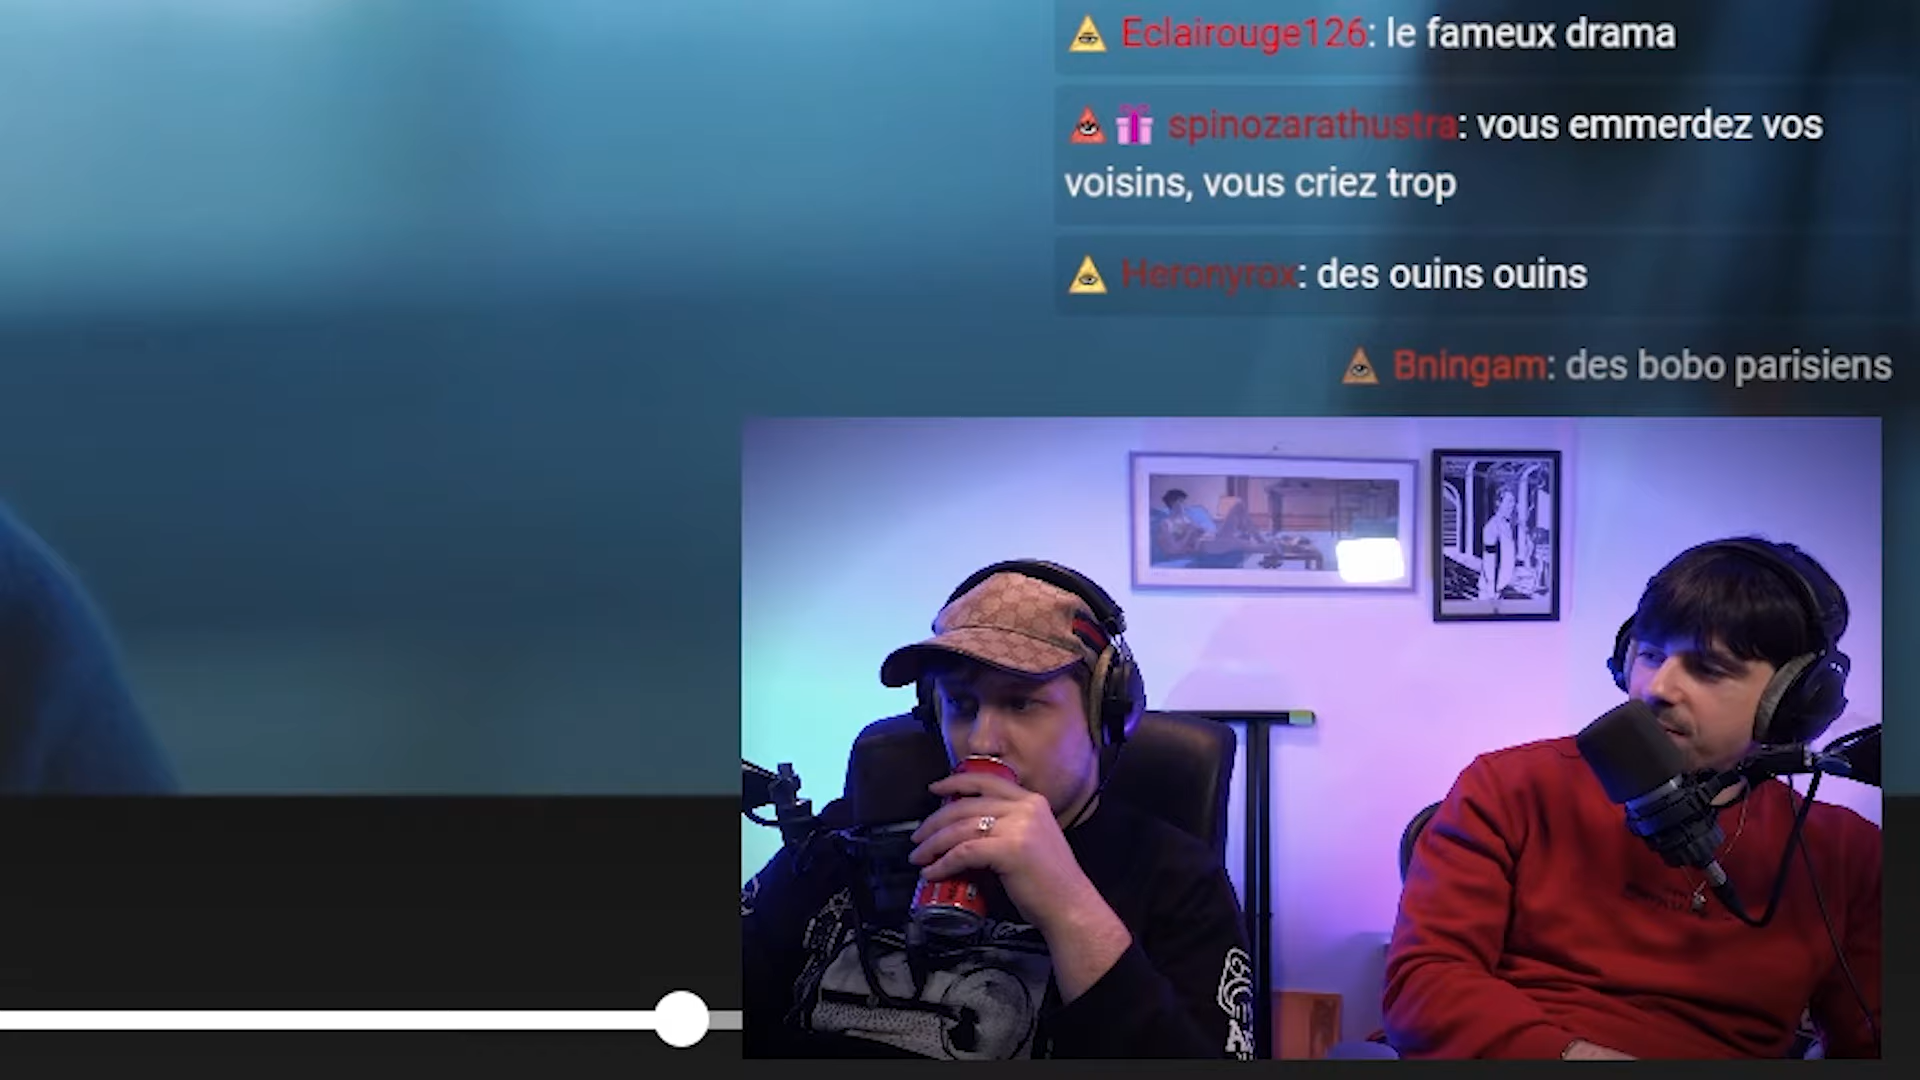 Eclairouge126: le fameux drama
spinozarathustra: vous emmerdez vos
voisins, vous criez trop
Heronyrox: des ouins ouins
Bningam: des bobo parisiens